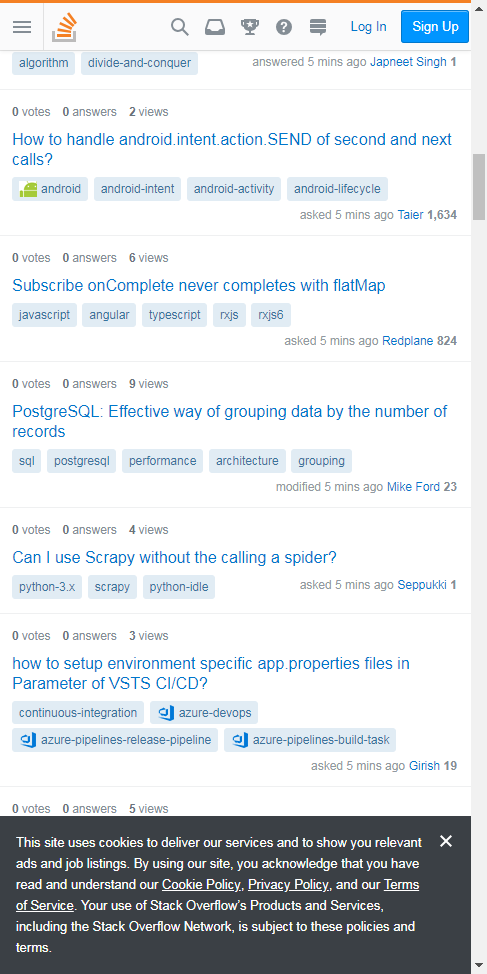 Log In Sign Up
algorithm divide-and-conquer answered 5 mins ago Japneet Singh 1
0 votes 0 answers 2 views
How to handle android.intent.action.SEND of second and next
calls?
android android-intent android-activity android-lifecycle
asked 5 mins ago Taier 1,634
0 votes 0 answers 6 views
Subscribe onComplete never completes with flatMap
javascript angular typescript rxjs rxjs6
asked 5 mins ago Redplane 824
0 votes 0 answers 9 views
PostgreSQL: Effective way of grouping data by the number of
records
sql postgresql performance architecture grouping
modified 5 mins ago Mike Ford 23
0 votes 0 answers 4 views
Can I use Scrapy without the calling a spider?
python-3.x scrapy python-idle asked 5 mins ago Seppukki 1
0 votes 0 answers 3 views
how to setup environment specific app.properties files in
Parameter of VSTS CI/CD?
continuous-integration azure-devops
azure-pipelines-release-pipeline azure-pipelines-build-task
asked 5 mins ago Girish 19
0 votes 0 answers 5 views
This site uses cookies to deliver our services and to show you relevant
ads and job listings. By using our site, you acknowledge that you have
read and understand our Cookie Policy, Privacy Policy, and our Terms
of Service. Your use of Stack Overflow's Products and Services,
including the Stack Overflow Network, is subject to these policies and
terms.